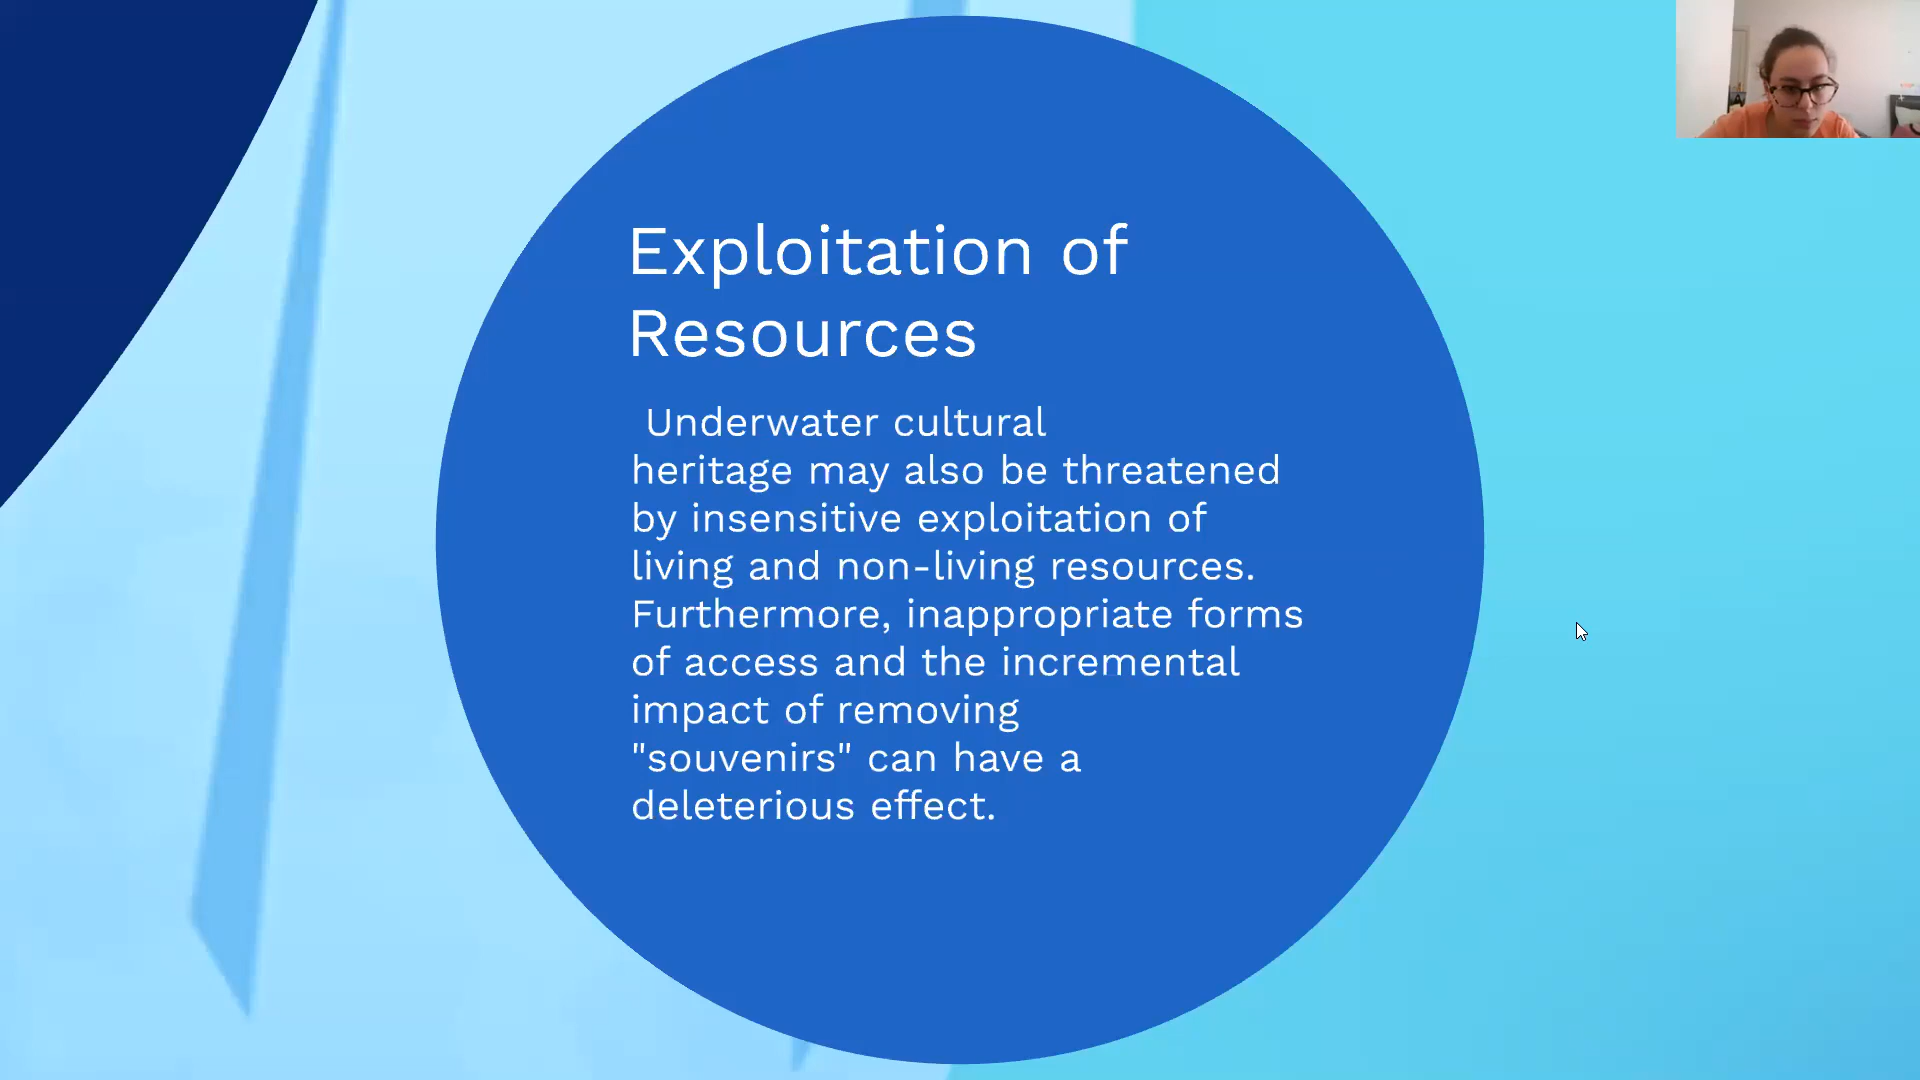 Exploitation of
Resources
Underwater cultural
heritage may also be threatened
by insensitive exploitation of
living and non-living resources.
Furthermore, inappropriate forms
of access and the incremental
impact of removing
"souvenirs" can have a
deleterious effect.